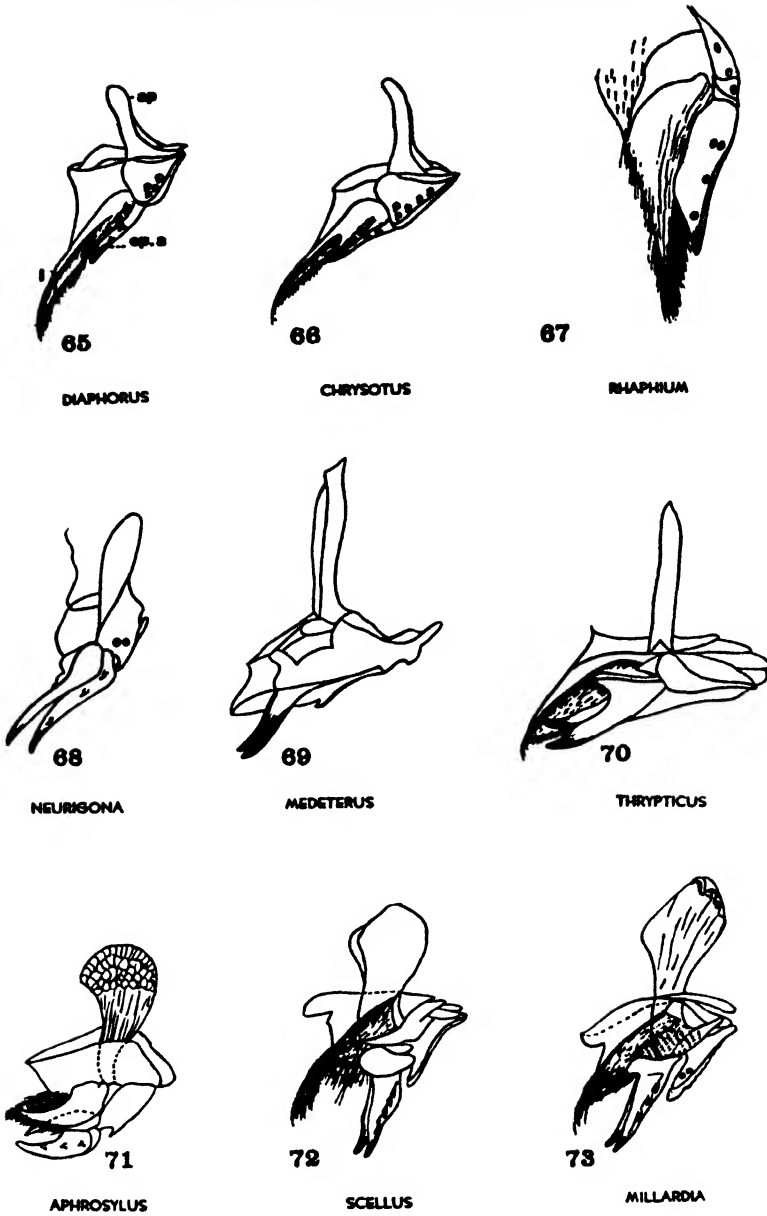 ap
ep.a
l
65
66
67
DIAPHORUS
CHRYSOTUS
RHAPHIUM
68
69
70
NEURIGONA
MEDETERUS
THRYPTICUS
71
72
73
APHROSYLUS
SCELLUS
MILLARDIA